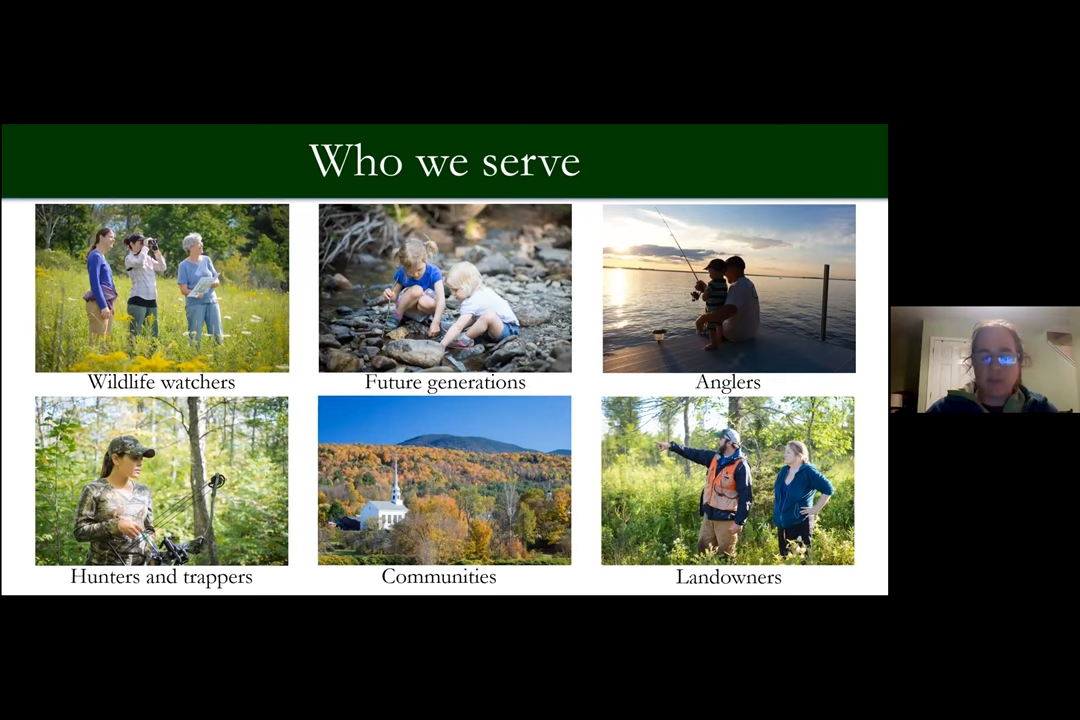 Who we serve
Wildlife watchers
Future generations
Anglers
Hunters and trappers
Communities
Landowners